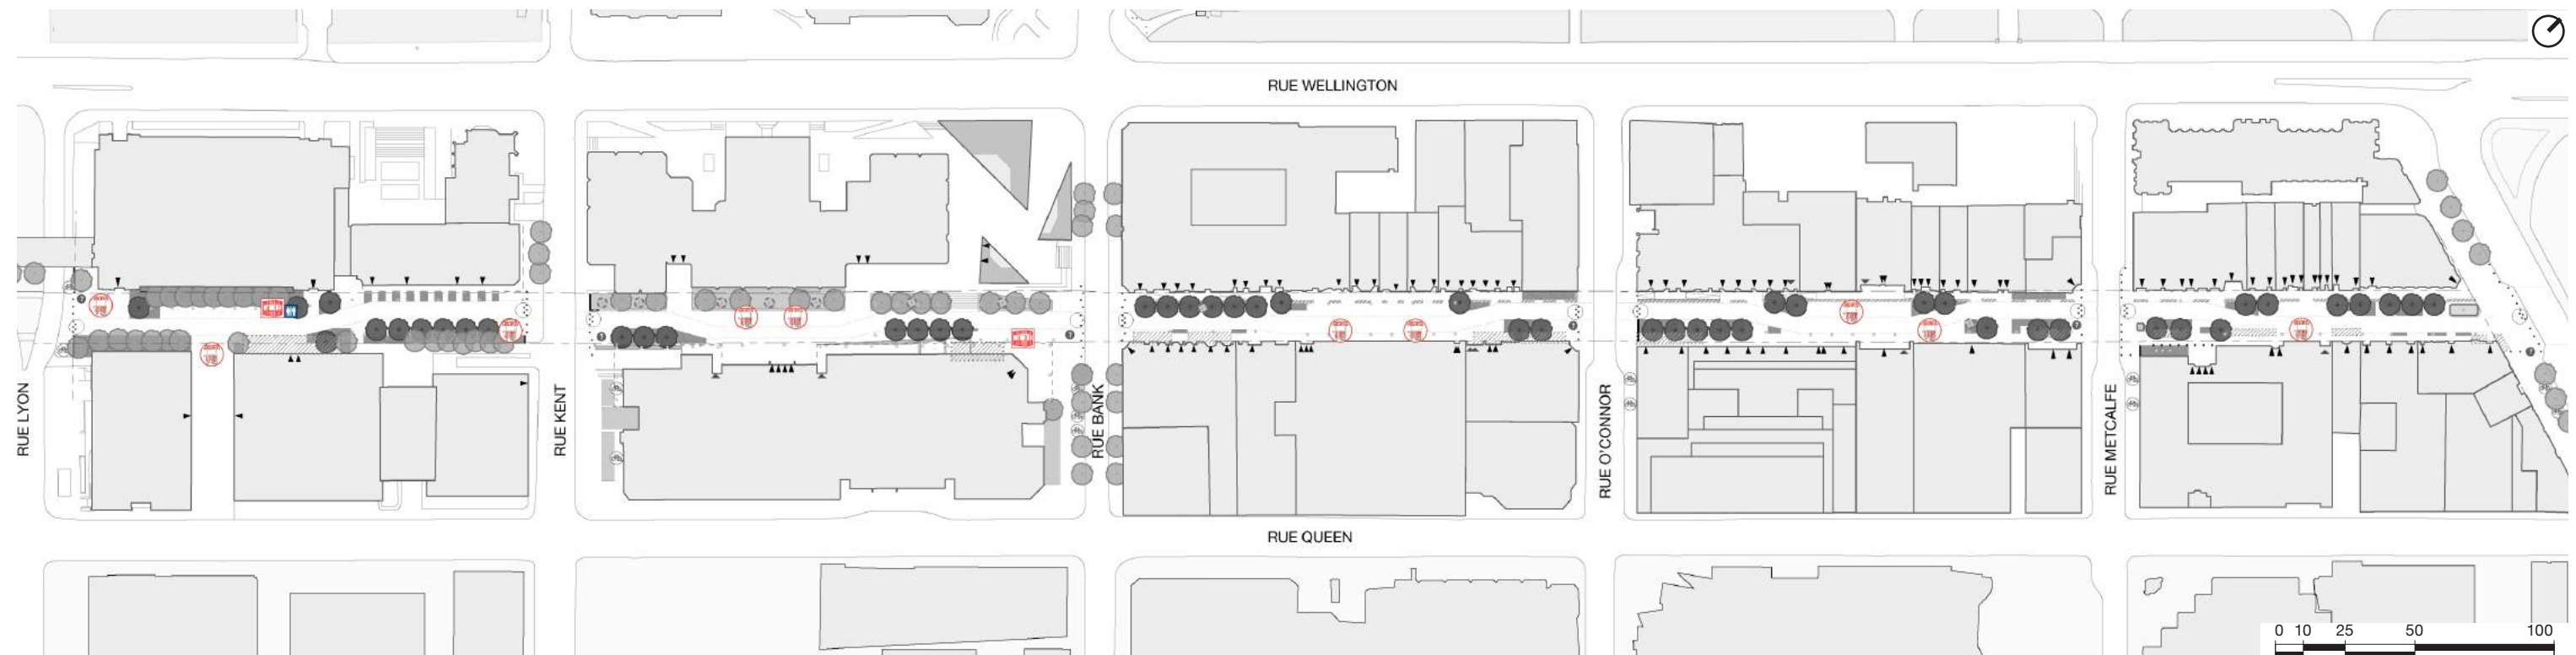 RUE WELLINGTON
RUE LYON
RUE KENT
RUE BANK
RUE O'CONNOR
RUE METCALFE
RUE QUEEN
0 10 25 50 100